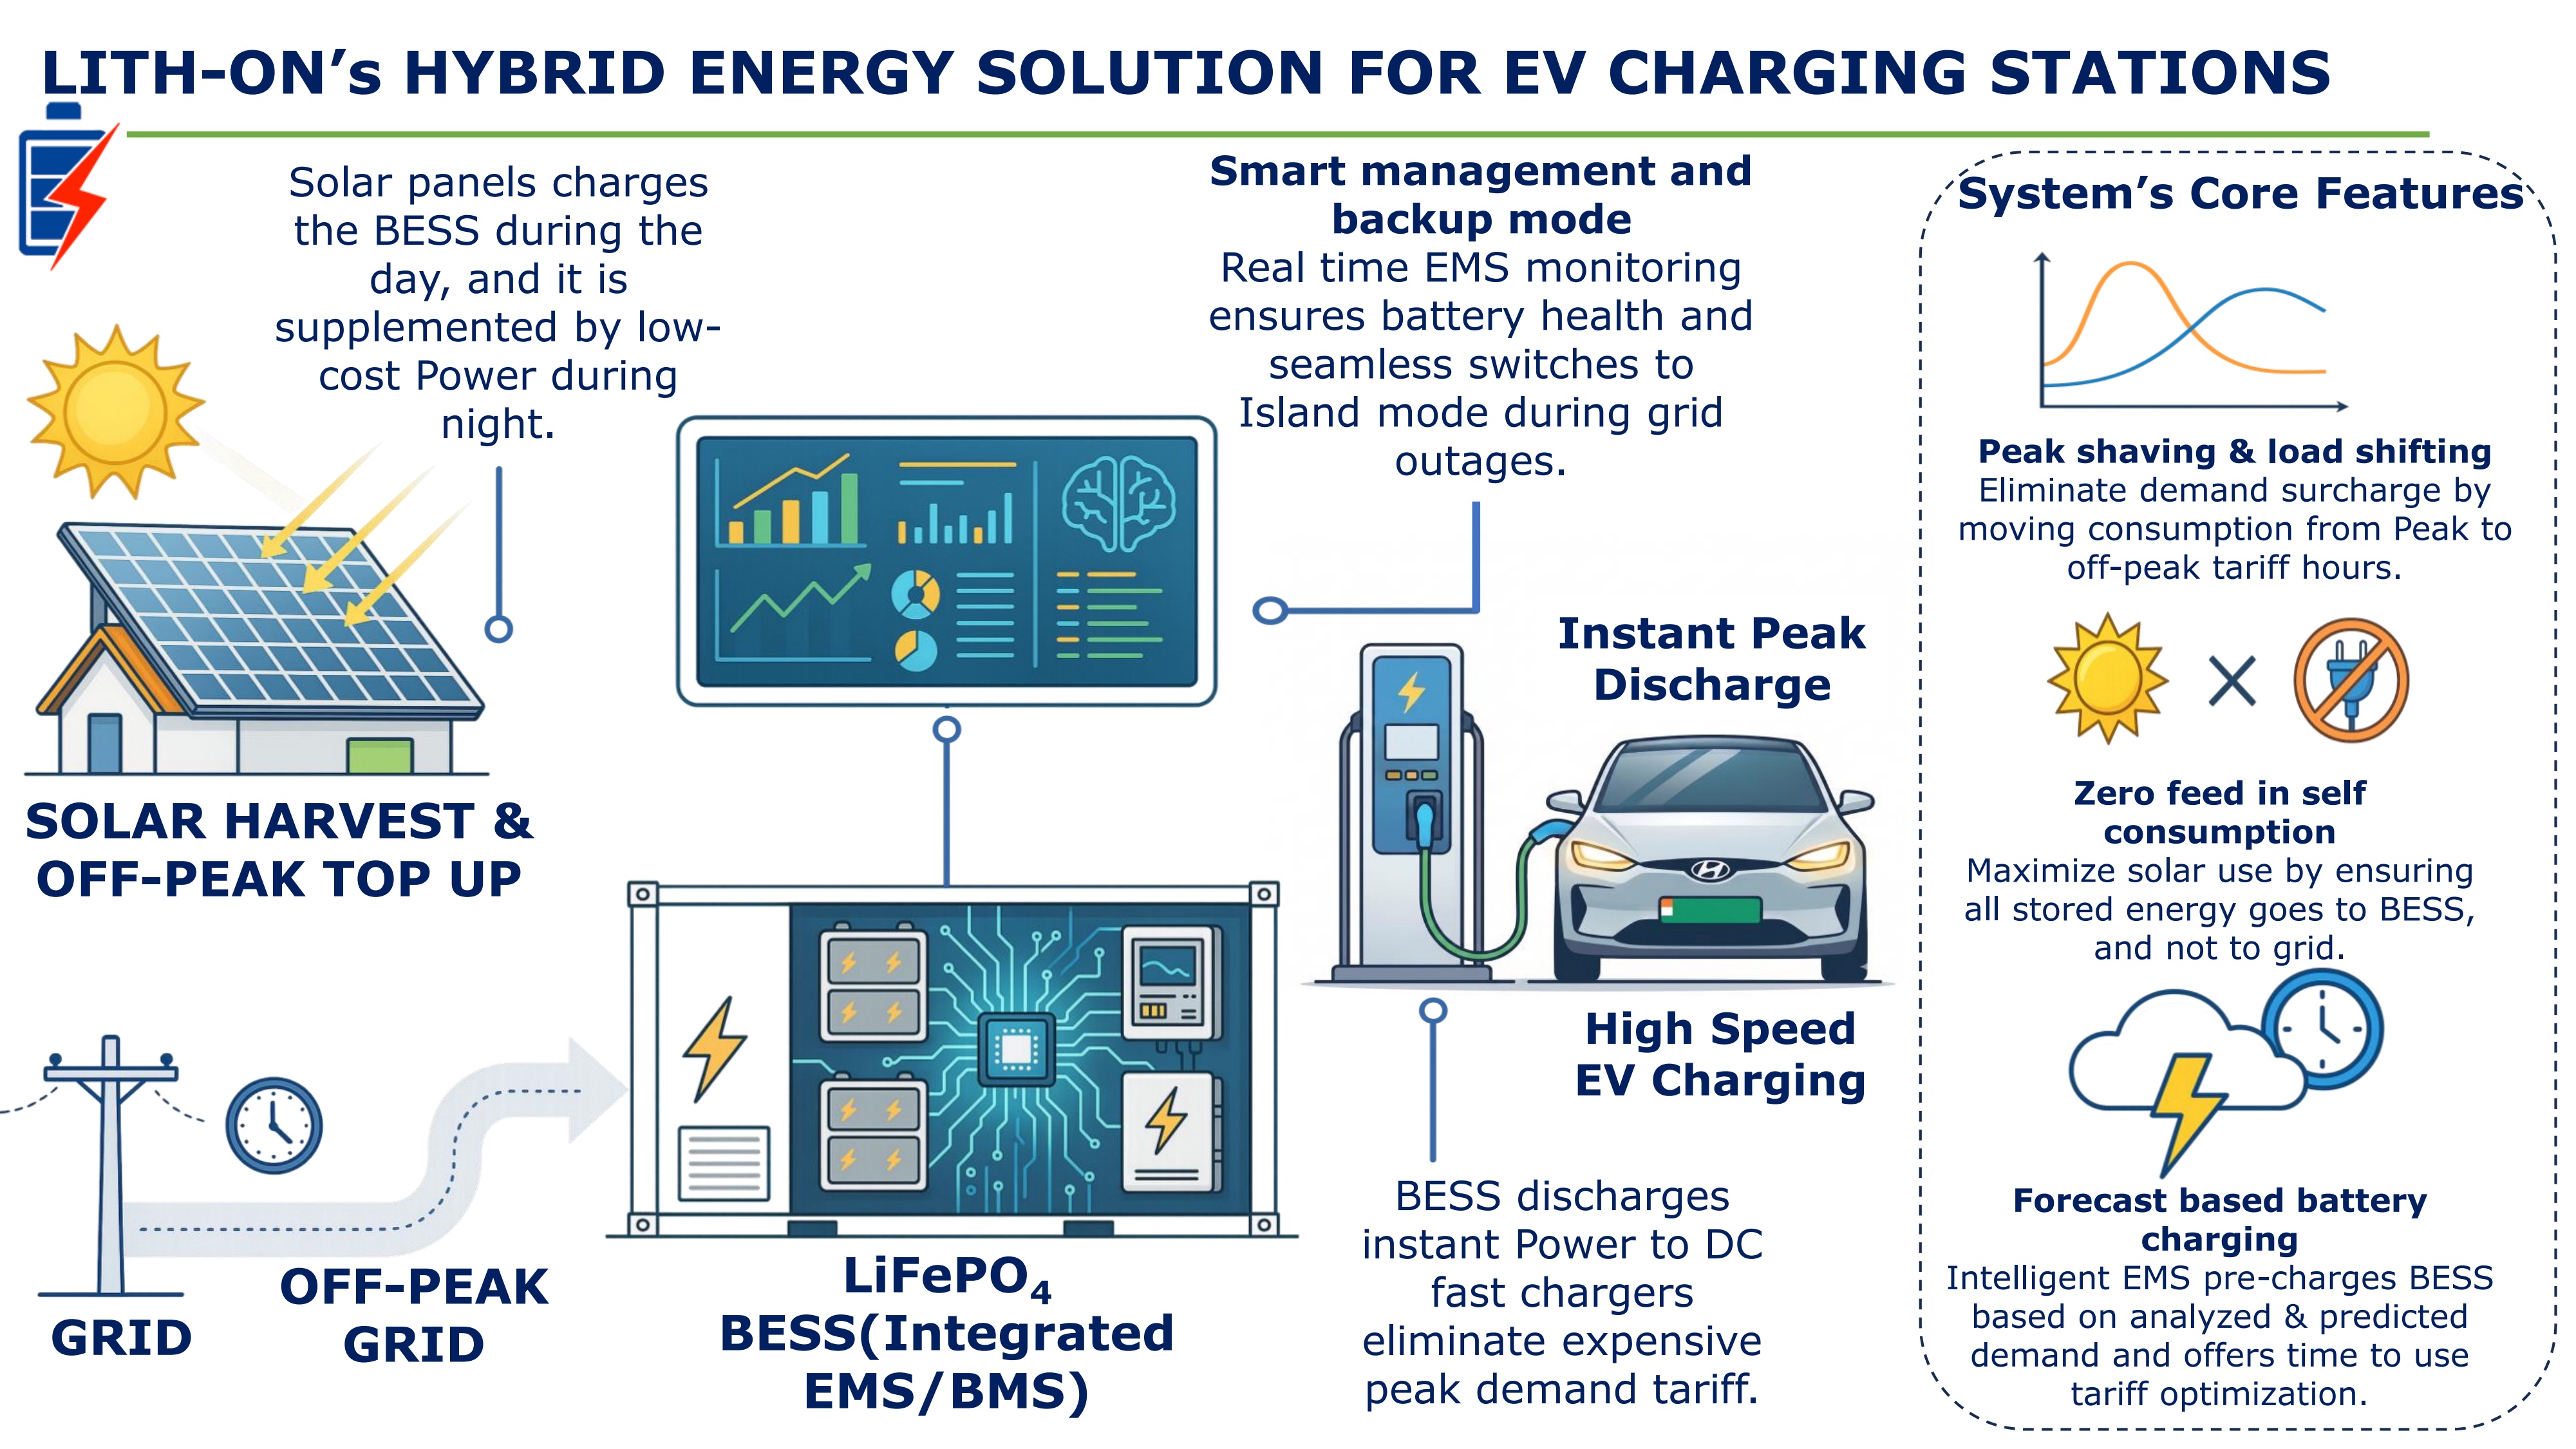 LITH-ON’s HYBRID ENERGY SOLUTION FOR EV CHARGING STATIONS
Solar panels charges
the BESS during the
day, and it is
supplemented by low-
cost Power during
night.
SOLAR HARVEST &
OFF-PEAK TOP UP
GRID
OFF-PEAK
GRID
Smart management and
backup mode
Real time EMS monitoring
ensures battery health and
seamless switches to
Island mode during grid
outages.
LiFePO₄
BESS(Integrated
EMS/BMS)
Instant Peak
Discharge
High Speed
EV Charging
BESS discharges
instant Power to DC
fast chargers
eliminate expensive
peak demand tariff.
System’s Core Features
Peak shaving & load shifting
Eliminate demand surcharge by
moving consumption from Peak to
off-peak tariff hours.
Zero feed in self
consumption
Maximize solar use by ensuring
all stored energy goes to BESS,
and not to grid.
Forecast based battery
charging
Intelligent EMS pre-charges BESS
based on analyzed & predicted
demand and offers time to use
tariff optimization.